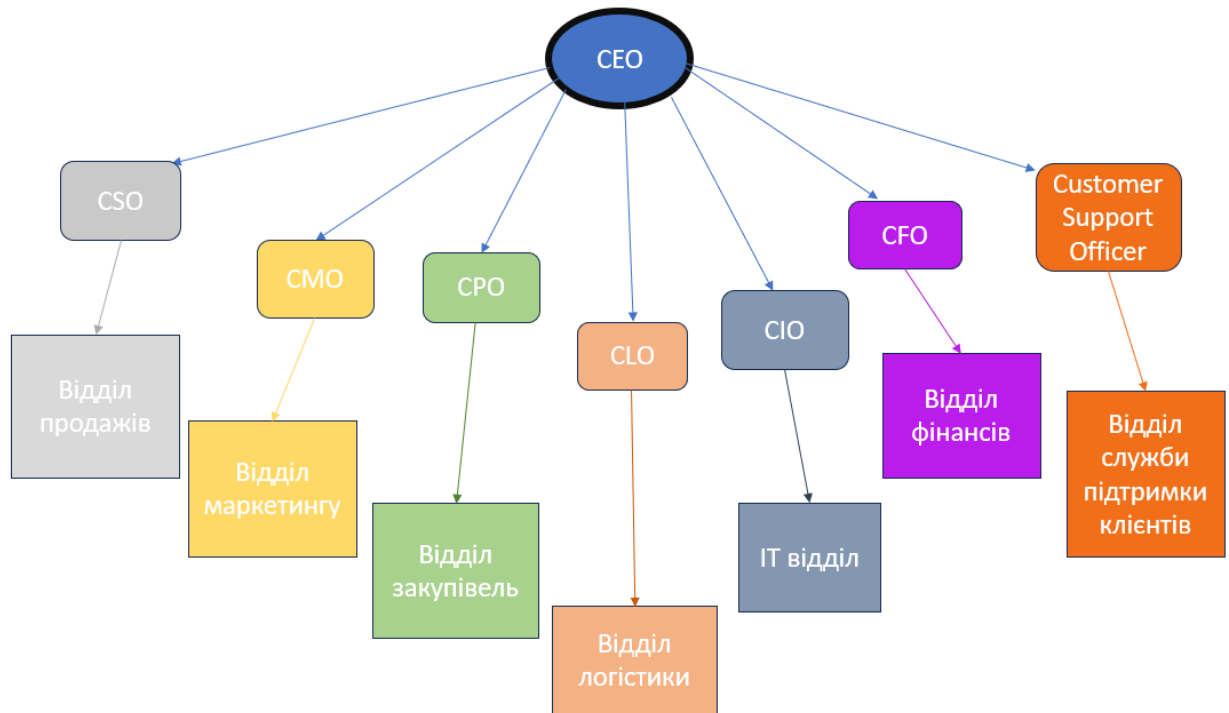 CEO
CSO
CMO
CPO
CLO
CIO
CFO
Customer
Support
Officer
Відділ
продажів
Відділ
маркетингу
Відділ
закупівель
Відділ
логістики
ІТ відділ
Відділ
фінансів
Відділ
служби
підтримки
клієнтів